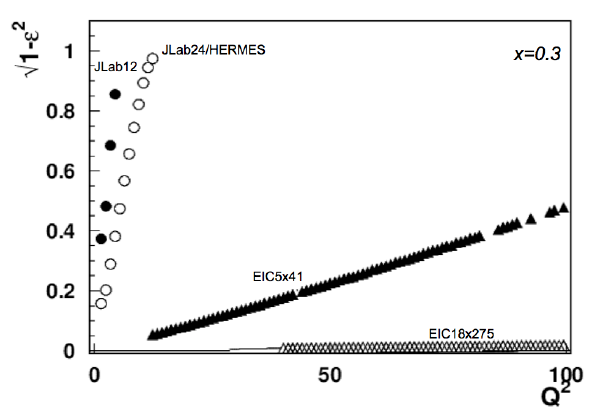 √1-ε²
1
0.8
0.6
0.4
0.2
0
JLab24/HERMES
JLab12
x=0.3
EIC5x41
EIC18x275
0
50
100
Q²